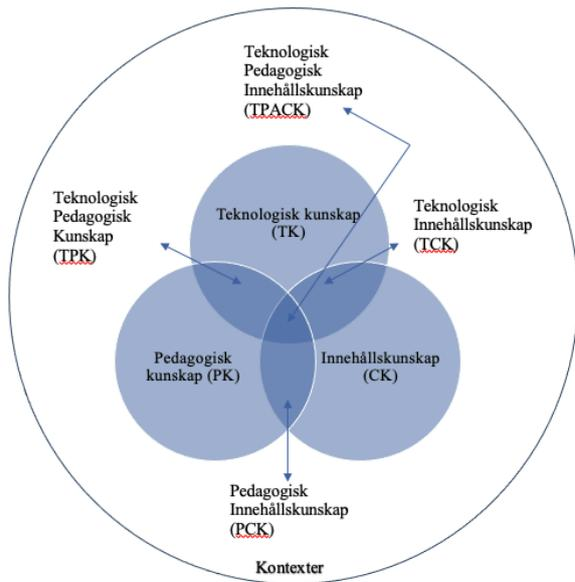 Teknologisk
Pedagogisk
Innehållskunskap
(TPACK)
Teknologisk
Pedagogisk
Kunskap
(TPK)
Teknologisk kunskap
(TK)
Teknologisk
Innehållskunskap
(TCK)
Pedagogisk
kunskap (PK)
Innehållskunskap
(CK)
Pedagogisk
Innehållskunskap
(PCK)
Kontexter